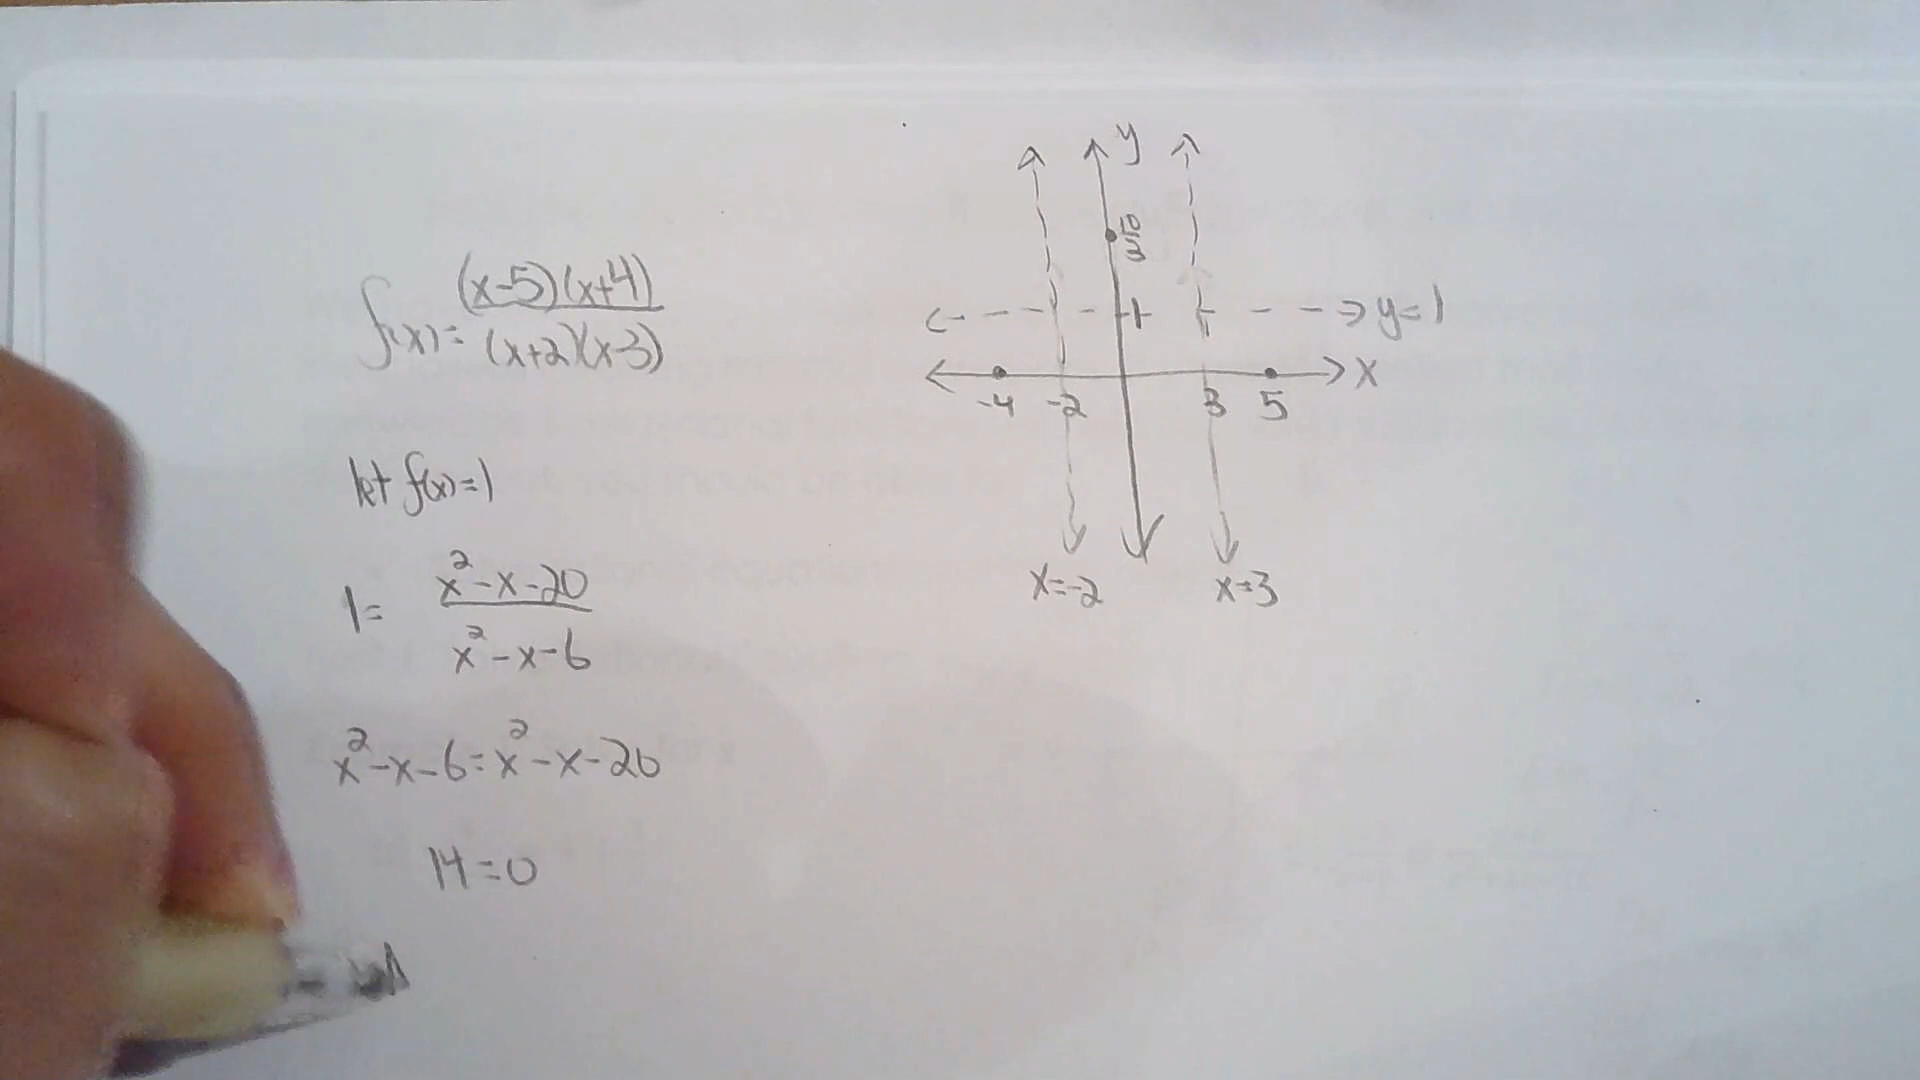 f(x)= (x-5)(x+4) / (x+2)(x-3)
let f(x)=1
1= x²-x-20 / x²-x-6
x²-x-6=x²-x-20
14=0
y
10/3
1
y=1
x
-4 -2 3 5
x=-2 x=3